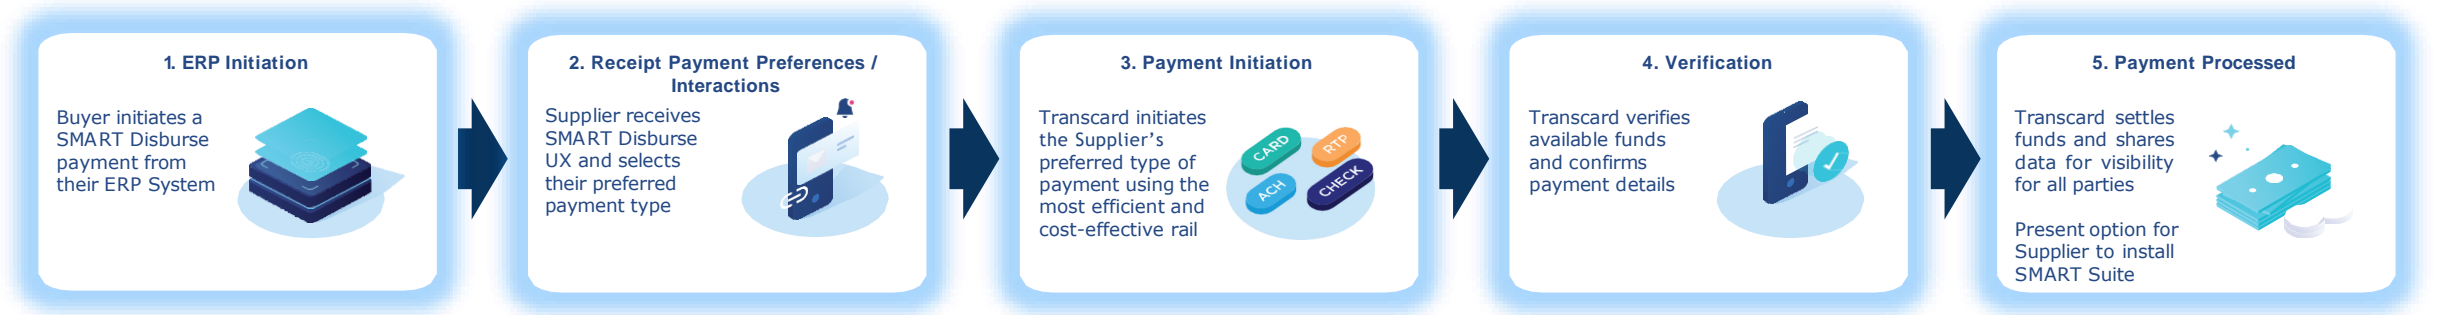 1. ERP Initiation
Buyer initiates a
SMART Disburse
payment from
their ERP System
2. Receipt Payment Preferences /
Interactions
Supplier receives
SMART Disburse
UX and selects
their preferred
payment type
3. Payment Initiation
Transcard initiates
the Supplier’s
preferred type of
payment using the
most efficient and
cost-effective rail
CARD
RTP
ACH
CHECK
4. Verification
Transcard verifies
available funds
and confirms
payment details
5. Payment Processed
Transcard settles
funds and shares
data for visibility
for all parties
Present option for
Supplier to install
SMART Suite